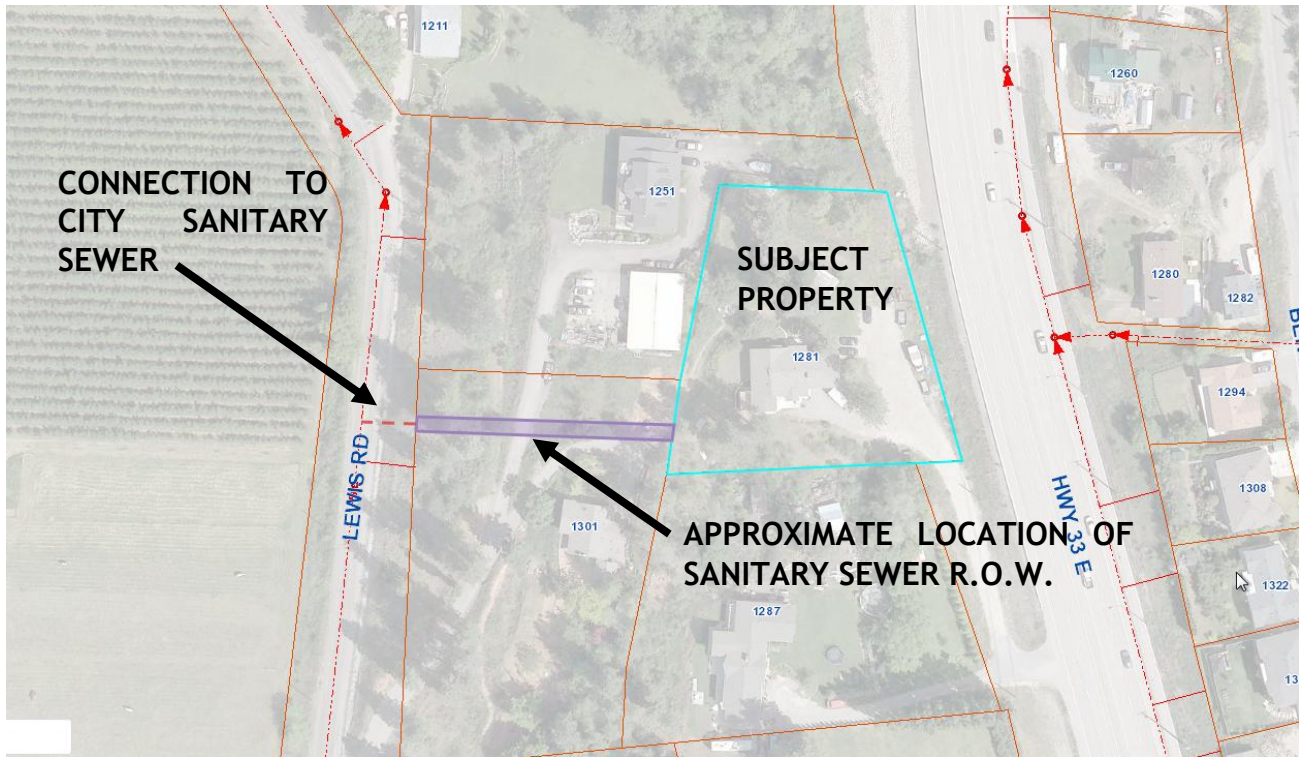 1211
1260
CONNECTION TO
CITY SANITARY
SEWER
1251
SUBJECT
PROPERTY
1280
1282
1281
1294
LEWIS RD
HWY 33 E
1308
1301
APPROXIMATE LOCATION OF
SANITARY SEWER R.O.W.
1322
1287